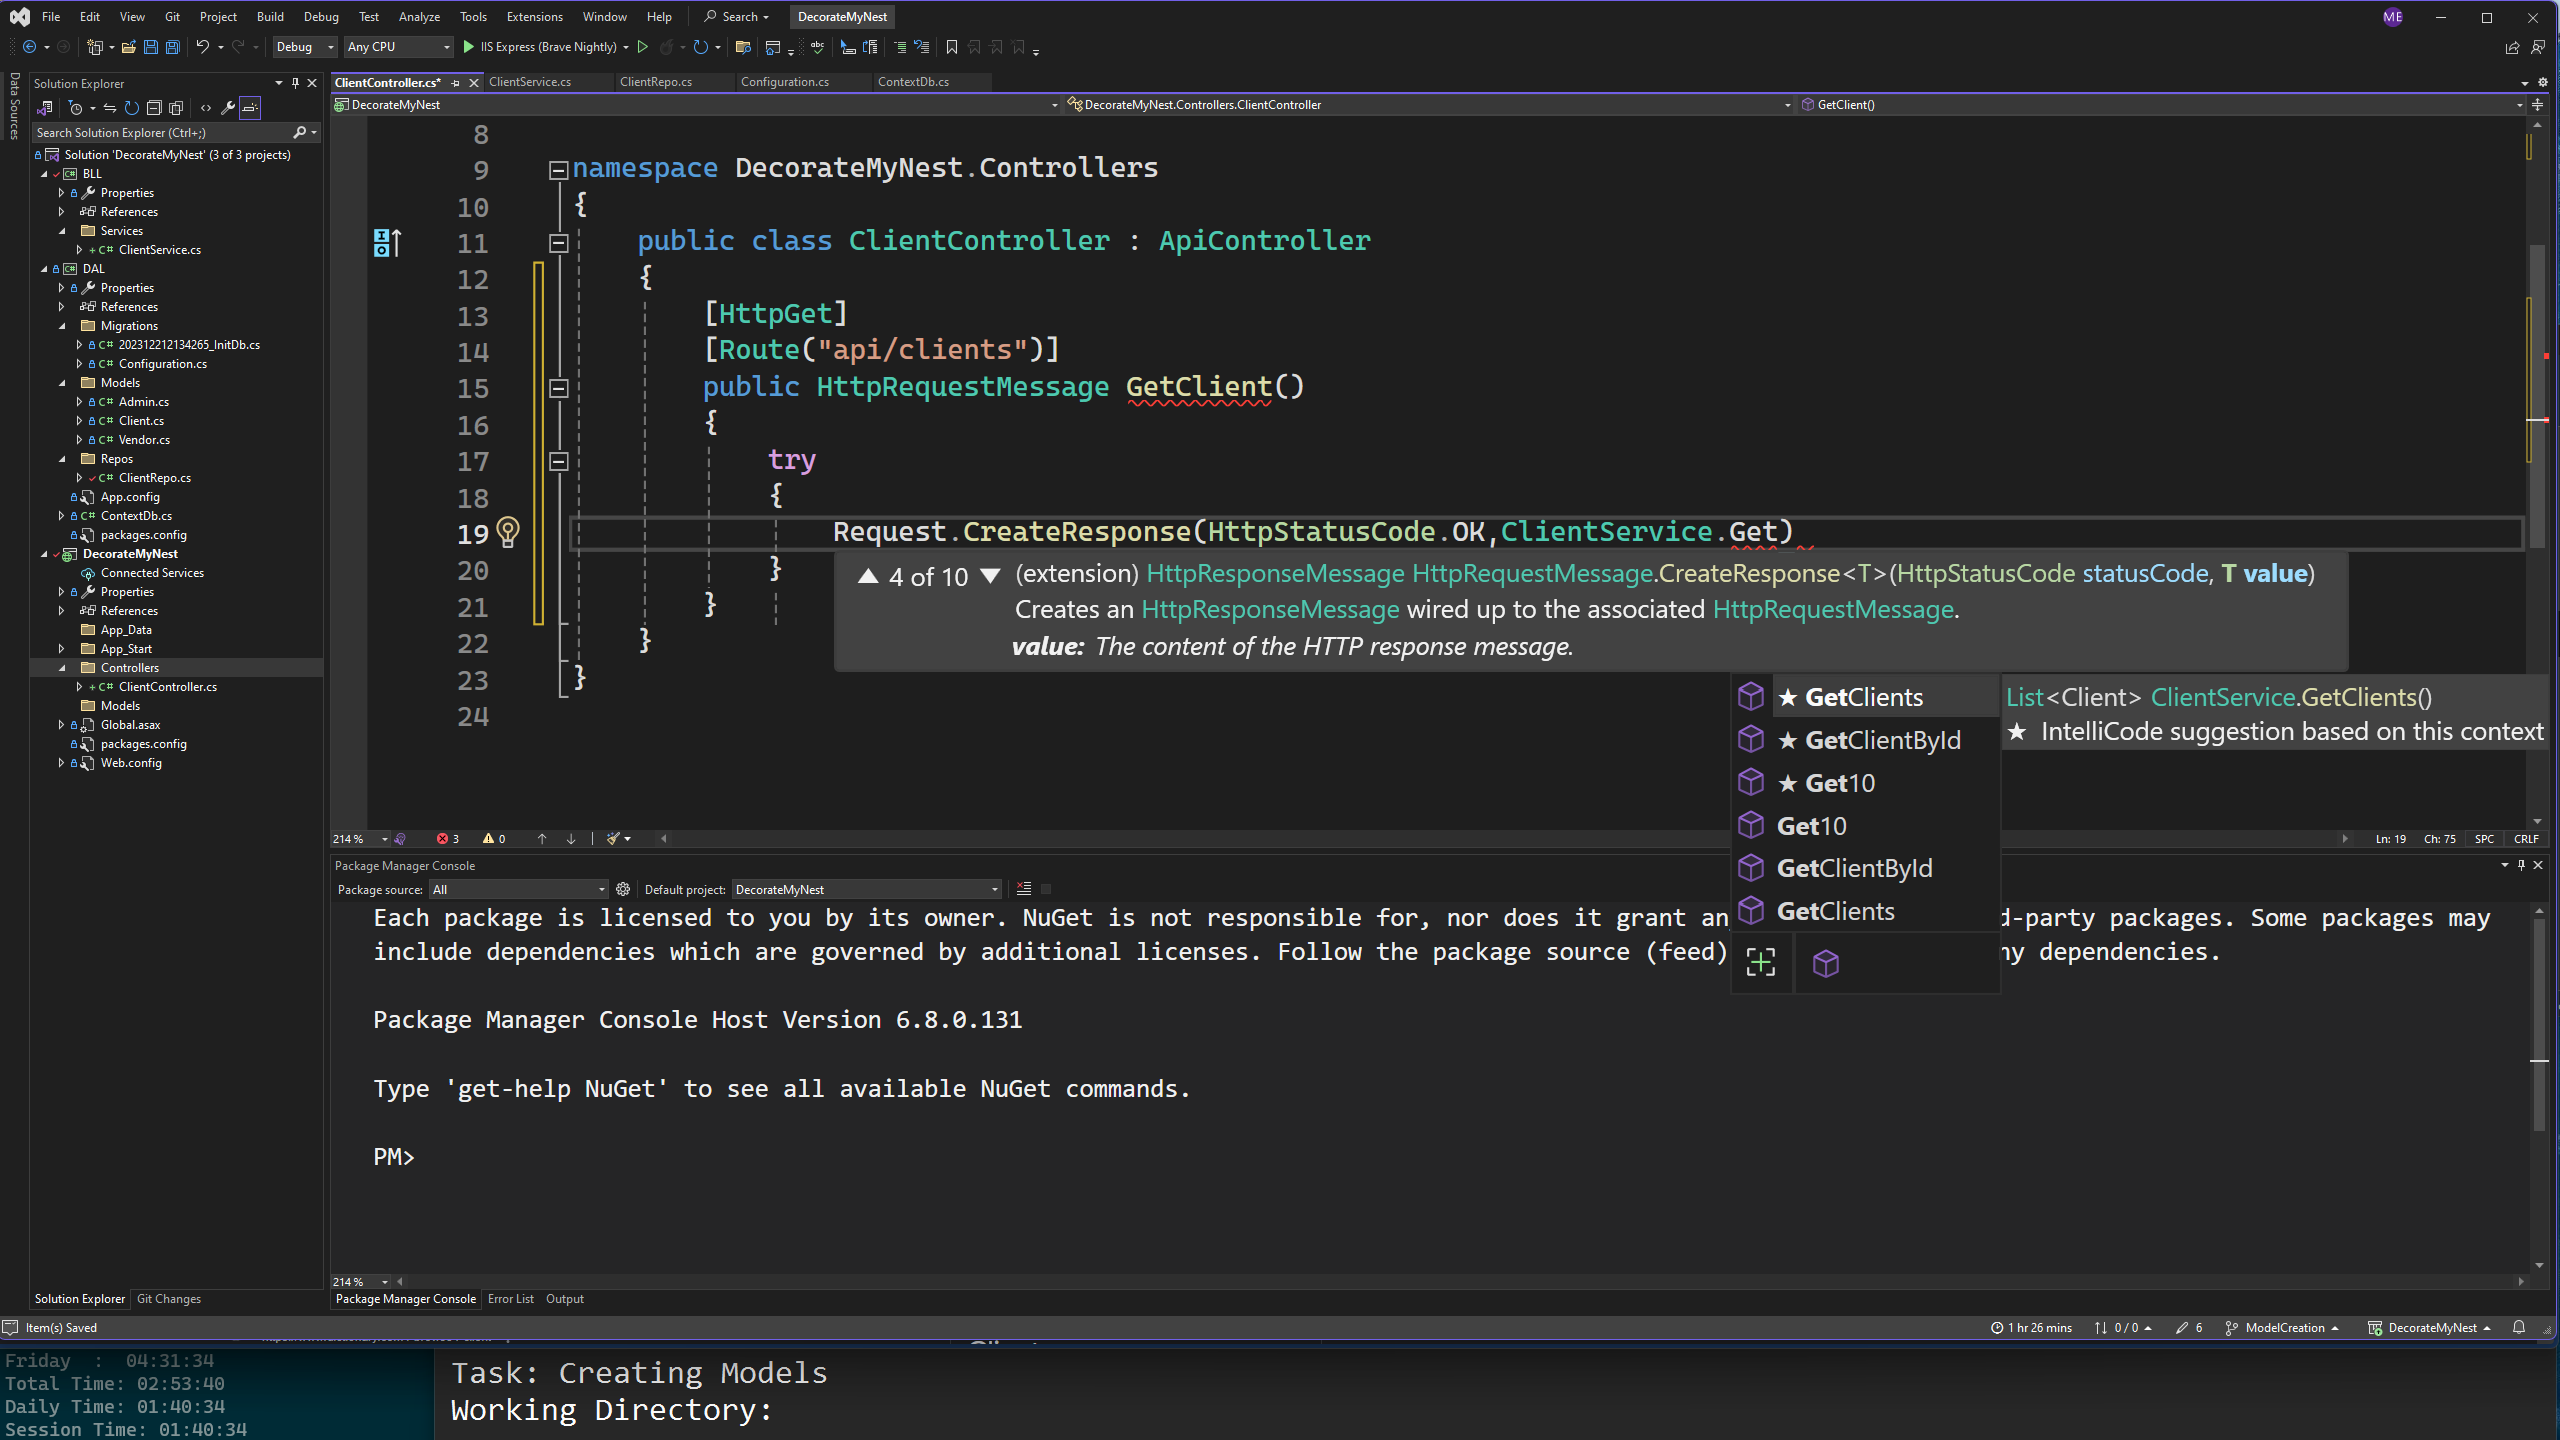 File Edit View Git Project Build Debug Test Analyze Tools Extensions Window Help Search DecorateMyNest ME
Debug Any CPU IIS Express (Brave Nightly)
Data Sources
Solution Explorer
Search Solution Explorer (Ctrl+;)
Solution 'DecorateMyNest' (3 of 3 projects)
BLL
Properties
References
Services
C# ClientService.cs
DAL
Properties
References
Migrations
C# 202312212134265_InitDb.cs
C# Configuration.cs
Models
C# Admin.cs
C# Client.cs
C# Vendor.cs
Repos
C# ClientRepo.cs
App.config
C# ContextDb.cs
packages.config
DecorateMyNest
Connected Services
Properties
References
App_Data
App_Start
Controllers
C# ClientController.cs
Models
Global.asax
packages.config
Web.config
Solution Explorer Git Changes
ClientController.cs* ClientService.cs ClientRepo.cs Configuration.cs ContextDb.cs
DecorateMyNest DecorateMyNest.Controllers.ClientController GetClient()
8
9 namespace DecorateMyNest.Controllers
10 {
11 public class ClientController : ApiController
12 {
13 [HttpGet]
14 [Route("api/clients")]
15 public HttpRequestMessage GetClient()
16 {
17 try
18 {
19 Request.CreateResponse(HttpStatusCode.OK,ClientService.Get)
20 }
21 }
22 }
23 }
24
4 of 10 (extension) HttpResponseMessage HttpRequestMessage.CreateResponse<T>(HttpStatusCode statusCode, T value)
Creates an HttpResponseMessage wired up to the associated HttpRequestMessage.
value: The content of the HTTP response message.
★ GetClients
★ GetClientById
★ Get10
Get10
GetClientById
GetClients
List<Client> ClientService.GetClients()
★ IntelliCode suggestion based on this context
214 % 3 0 Ln: 19 Ch: 75 SPC CRLF
Package Manager Console
Package source: All Default project: DecorateMyNest
Each package is licensed to you by its owner. NuGet is not responsible for, nor does it grant an d-party packages. Some packages may
include dependencies which are governed by additional licenses. Follow the package source (feed) ny dependencies.
Package Manager Console Host Version 6.8.0.131
Type 'get-help NuGet' to see all available NuGet commands.
PM>
214 %
Package Manager Console Error List Output
Item(s) Saved 1 hr 26 mins 0 / 0 6 ModelCreation DecorateMyNest
Friday : 04:31:34
Total Time: 02:53:40
Daily Time: 01:40:34
Session Time: 01:40:34
Task: Creating Models
Working Directory: